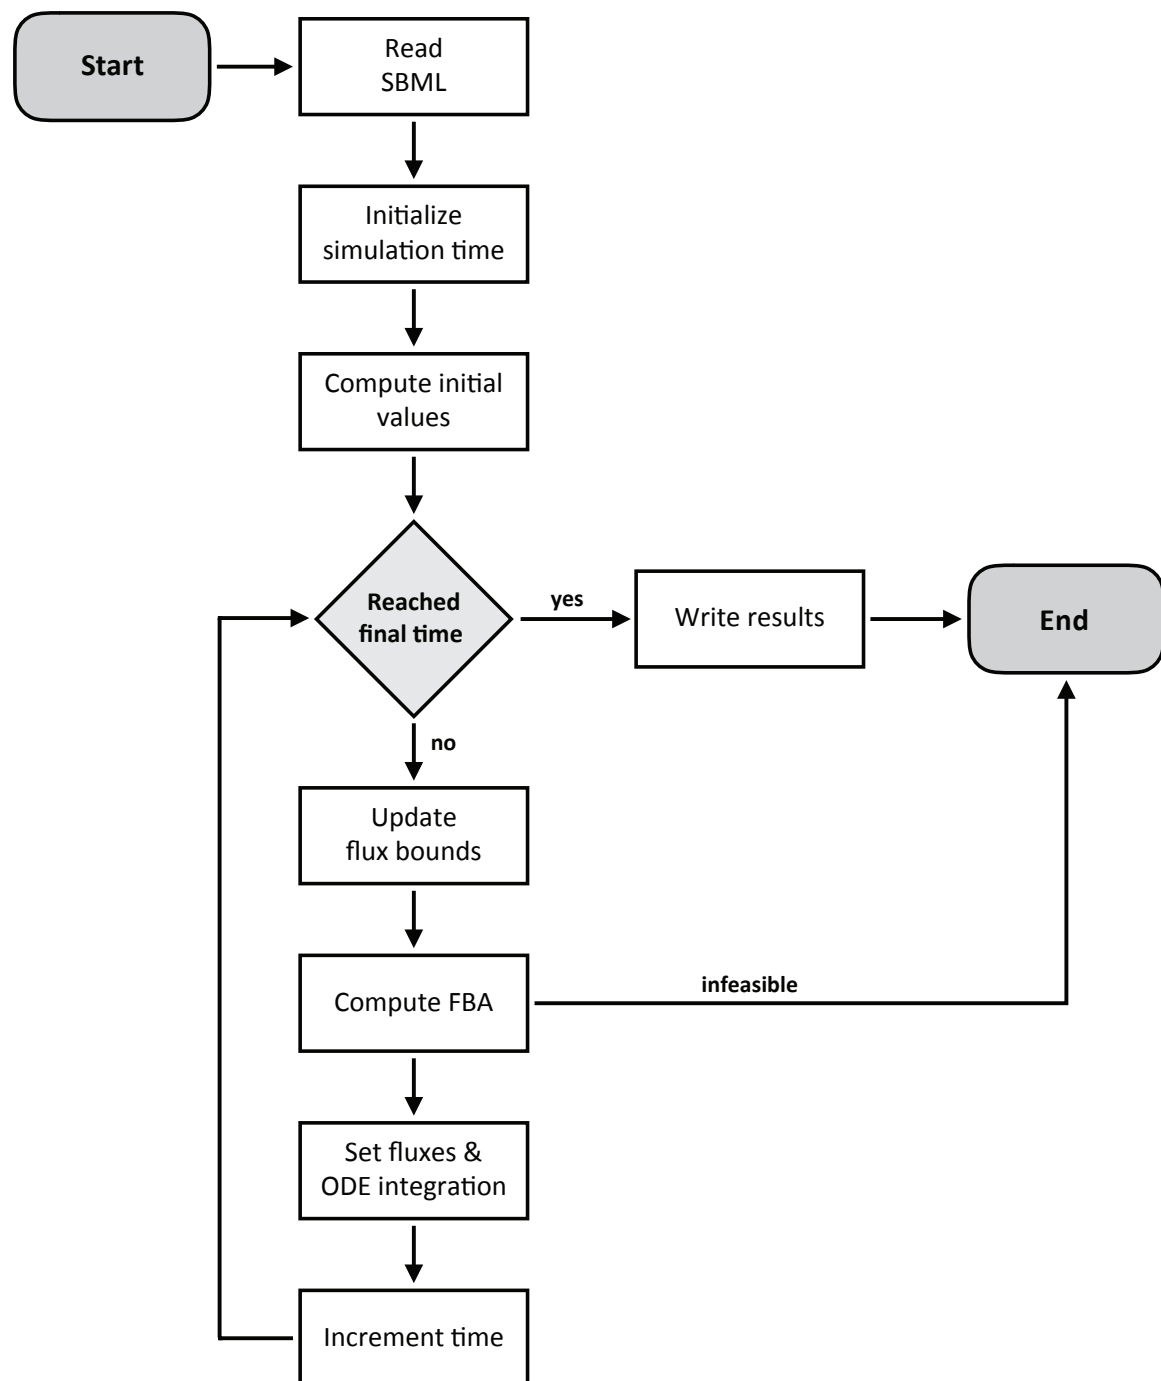 Start
Read
SBML
Initialize
simulation time
Compute initial
values
Reached
final time
yes
Write results
End
no
Update
flux bounds
Compute FBA
infeasible
Set fluxes &
ODE integration
Increment time